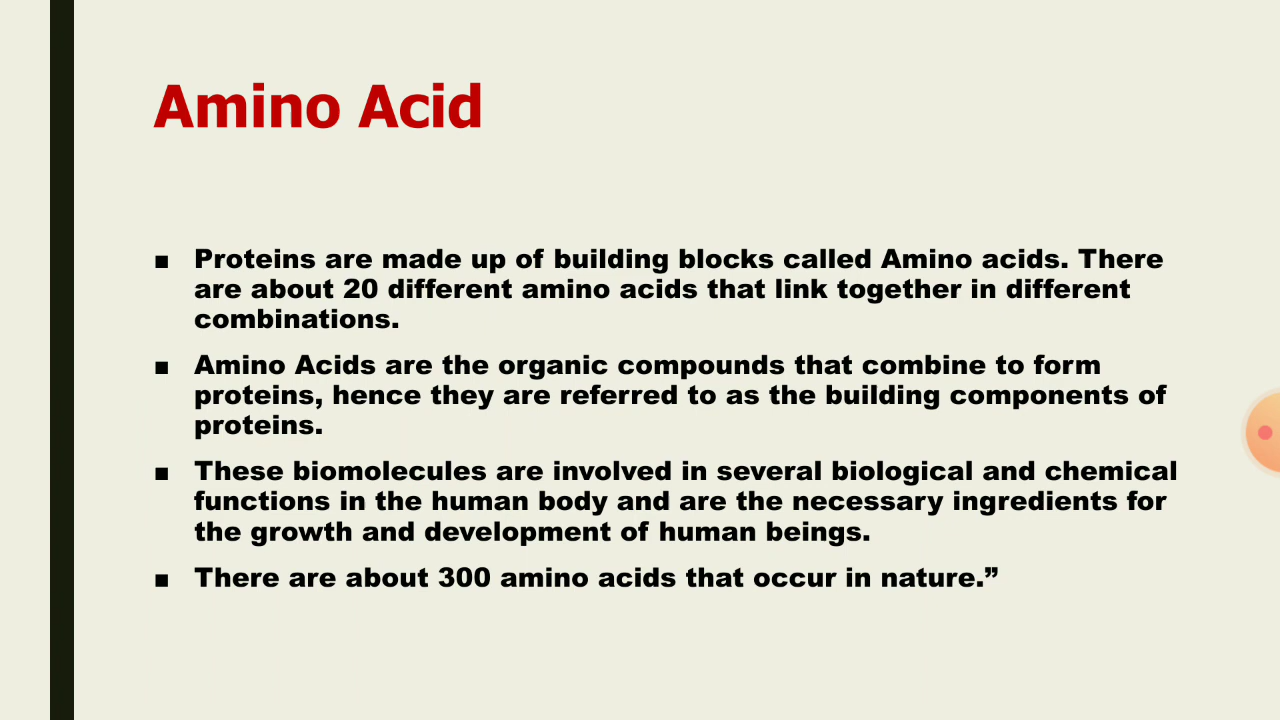 Amino Acid
▪ Proteins are made up of building blocks called Amino acids. There
are about 20 different amino acids that link together in different
combinations.
▪ Amino Acids are the organic compounds that combine to form
proteins, hence they are referred to as the building components of
proteins.
▪ These biomolecules are involved in several biological and chemical
functions in the human body and are the necessary ingredients for
the growth and development of human beings.
▪ There are about 300 amino acids that occur in nature.”